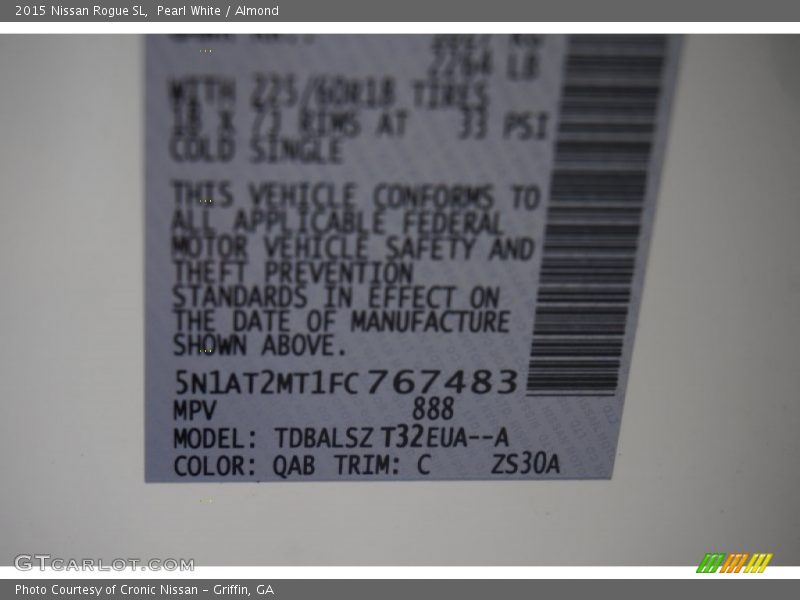 2015 Nissan Rogue SL, Pearl White / Almond
2264 LB
WITH 225/60R18 TIRES
18 X 7J RIMS AT 33 PSI
COLD SINGLE
THIS VEHICLE CONFORMS TO
ALL APPLICABLE FEDERAL
MOTOR VEHICLE SAFETY AND
THEFT PREVENTION
STANDARDS IN EFFECT ON
THE DATE OF MANUFACTURE
SHOWN ABOVE.
5N1AT2MT1FC767483
MPV 888
MODEL: TDBALSZ T32EUA--A
COLOR: QAB TRIM: C ZS30A
GTCARLOT.COM
Photo Courtesy of Cronic Nissan – Griffin, GA